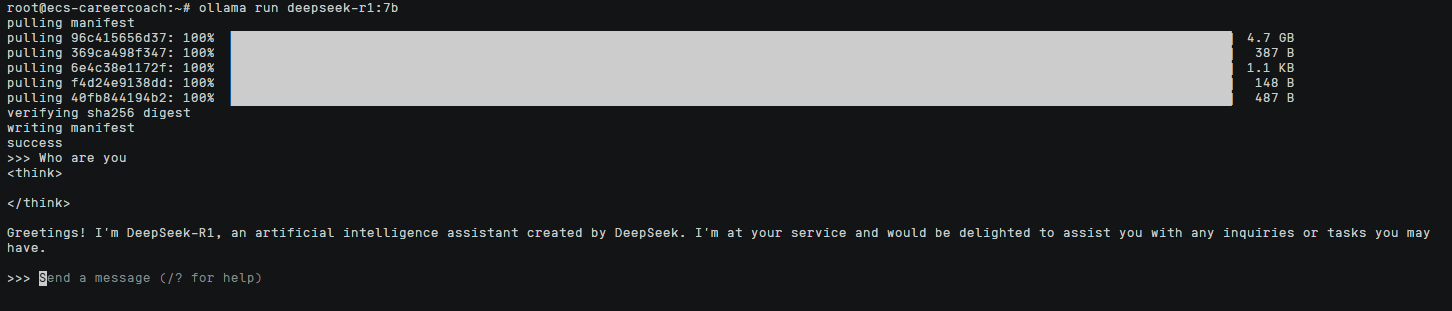 root@ecs-careercoach:~# ollama run deepseek-r1:7b
pulling manifest
pulling 96c415656d37: 100% 4.7 GB
pulling 369ca498f347: 100% 387 B
pulling 6e4c38e1172f: 100% 1.1 KB
pulling f4d24e9138dd: 100% 148 B
pulling 40fb844194b2: 100% 487 B
verifying sha256 digest
writing manifest
success
>>> Who are you
<think>
</think>
Greetings! I'm DeepSeek-R1, an artificial intelligence assistant created by DeepSeek. I'm at your service and would be delighted to assist you with any inquiries or tasks you may
have.
>>> Send a message (/? for help)